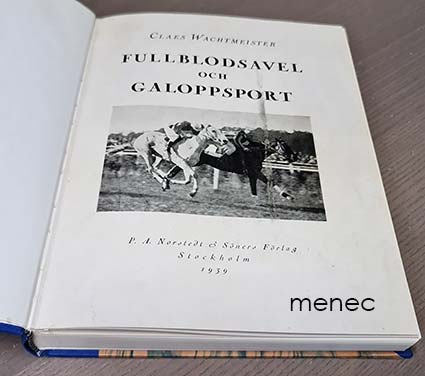 CLAES WACHTMEISTER
FULLBLODSAVEL
OCH
GALOPPSPORT
P. A. Norstedt & Söners Förlag
Stockholm
1939
menec